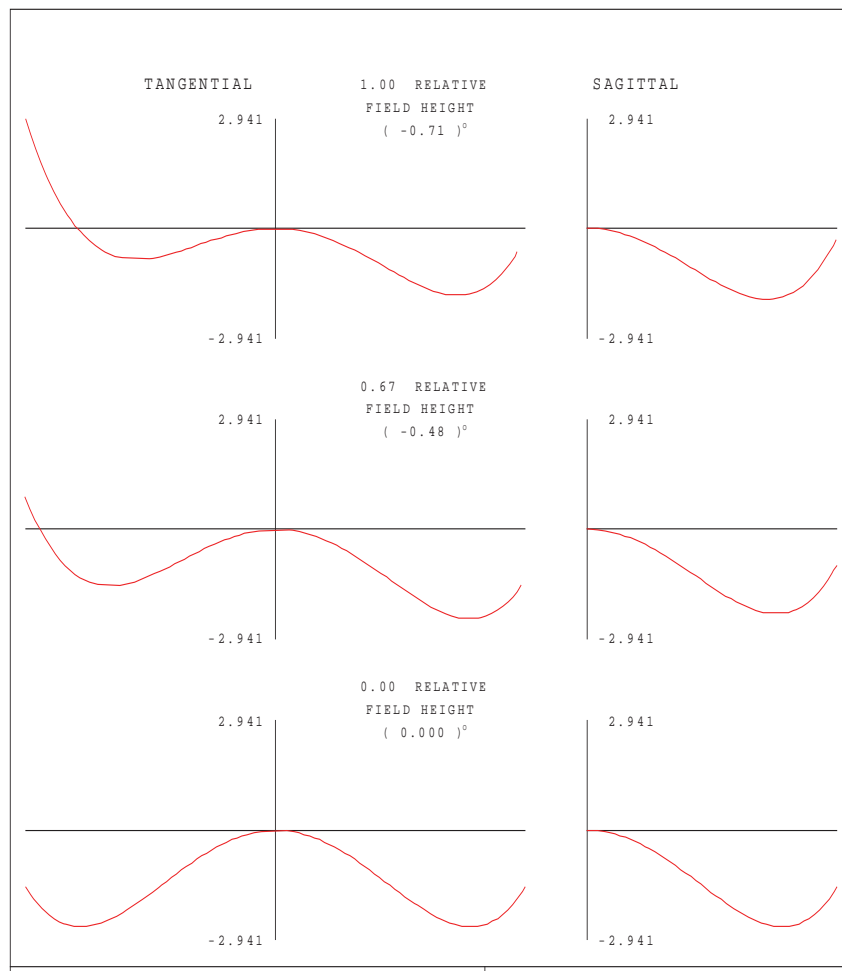 TANGENTIAL
1.00 RELATIVE
FIELD HEIGHT
( -0.71 )°
SAGITTAL
2.941
2.941
-2.941
-2.941
0.67 RELATIVE
FIELD HEIGHT
( -0.48 )°
2.941
2.941
-2.941
-2.941
0.00 RELATIVE
FIELD HEIGHT
( 0.000 )°
2.941
2.941
-2.941
-2.941